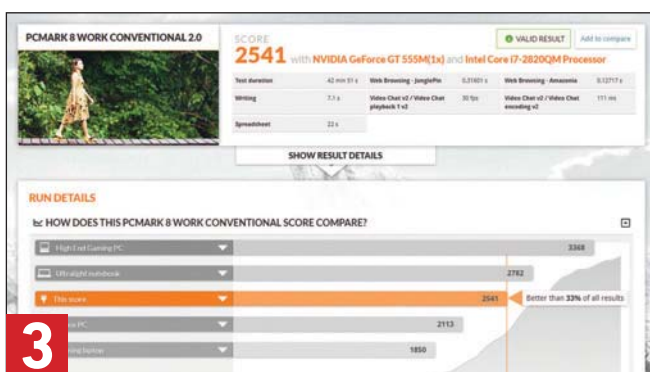 PCMARK 8 WORK CONVENTIONAL 2.0
SCORE
2541 with NVIDIA GeForce GT 555M(1x) and Intel Core i7-2820QM Processor
VALID RESULT
Add to compare
Test duration 42 min 51 s Web Browsing - JunglePin 0.31601 s Web Browsing - Amazonia 0.12717 s
Writing 7.1 s Video Chat v2 / Video Chat playback 1 v2 30 fps Video Chat v2 / Video Chat encoding v2 111 ms
Spreadsheet 22 s
SHOW RESULT DETAILS
RUN DETAILS
HOW DOES THIS PCMARK 8 WORK CONVENTIONAL SCORE COMPARE?
High End Gaming PC 3368
Ultralight notebook 2782
This score 2541 Better than 33% of all results
PC 2113
laptop 1850
3